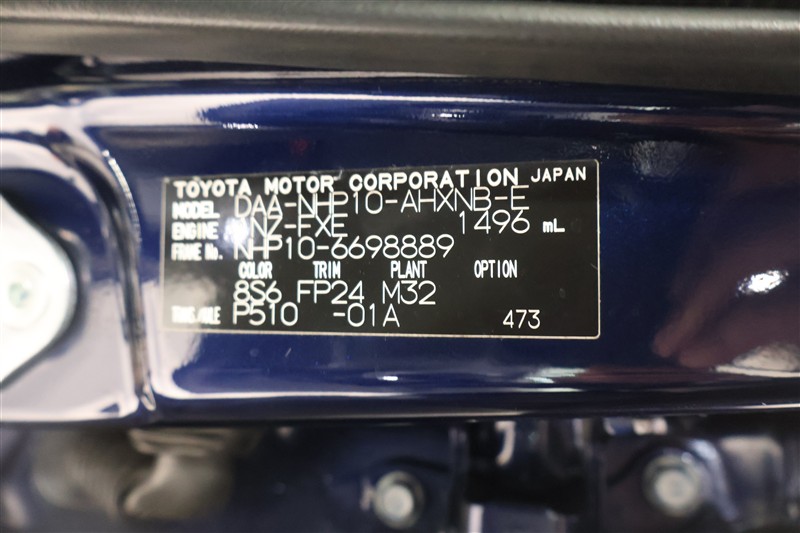 TOYOTA MOTOR CORPORATION JAPAN
MODEL DAA-NHP10-AHXNB-E
ENGINE 1NZ-FXE 1496 mL
FRAME No. NHP10-6698889
COLOR TRIM PLANT OPTION
8S6 FP24 M32
TRANS/AXLE P510 -01A 473